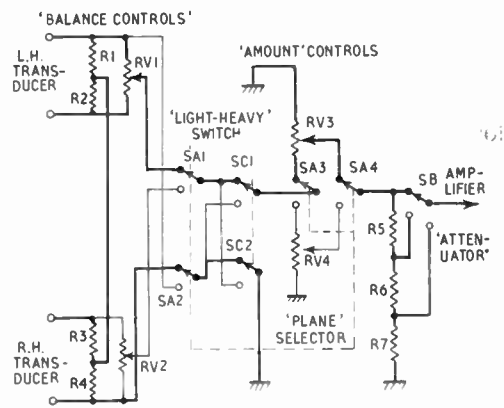 'BALANCE CONTROLS'
L.H.
TRANS-
DUCER
R1
R2
RV1
'AMOUNT' CONTROLS
'LIGHT-HEAVY'
SWITCH
SA1
SC1
RV3
SA3
SA4
SB
AMP-
LIFIER
R5
'ATTEN-
UATOR'
SC2
RV4
R6
SA2
'PLANE'
SELECTOR
R7
R.H.
TRANS-
DUCER
R3
R4
RV2